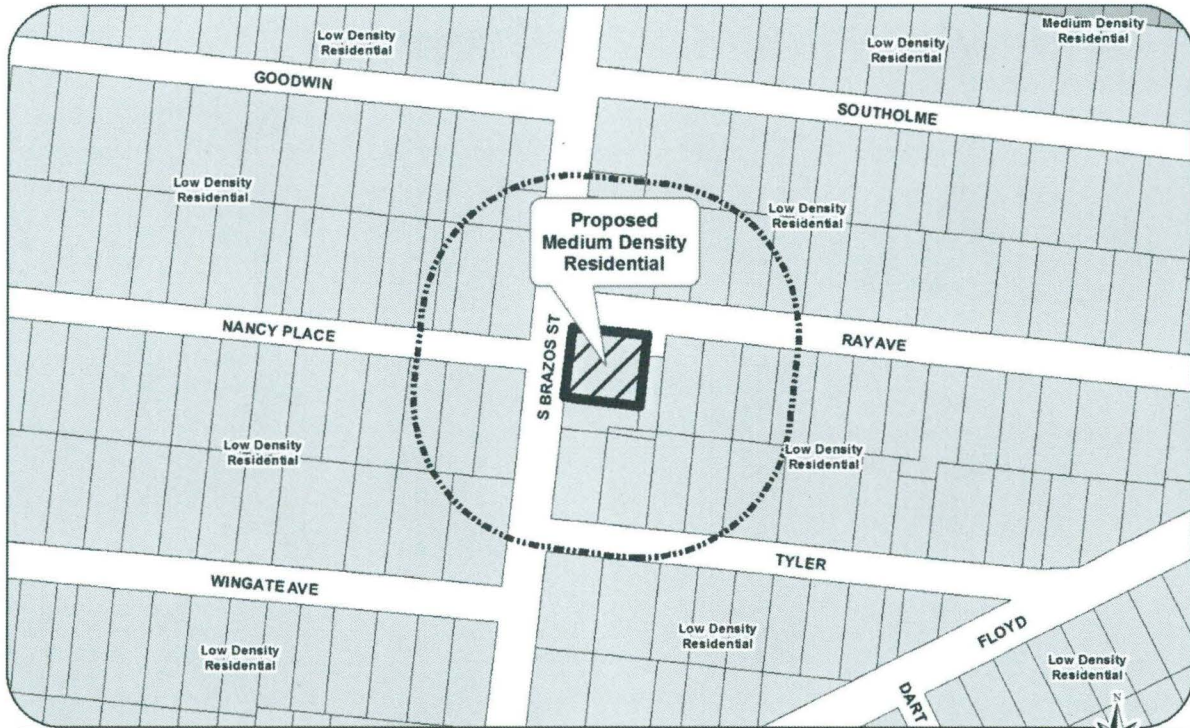 Low Density
Residential
Low Density
Residential
Medium Density
Residential
GOODWIN
SOUTHOLME
Low Density
Residential
Low Density
Residential
Proposed
Medium Density
Residential
NANCY PLACE
S BRAZOS ST
RAY AVE
Low Density
Residential
Low Density
Residential
WINGATE AVE
TYLER
Low Density
Residential
Low Density
Residential
FLOYD
Low Density
Residential
DART
N